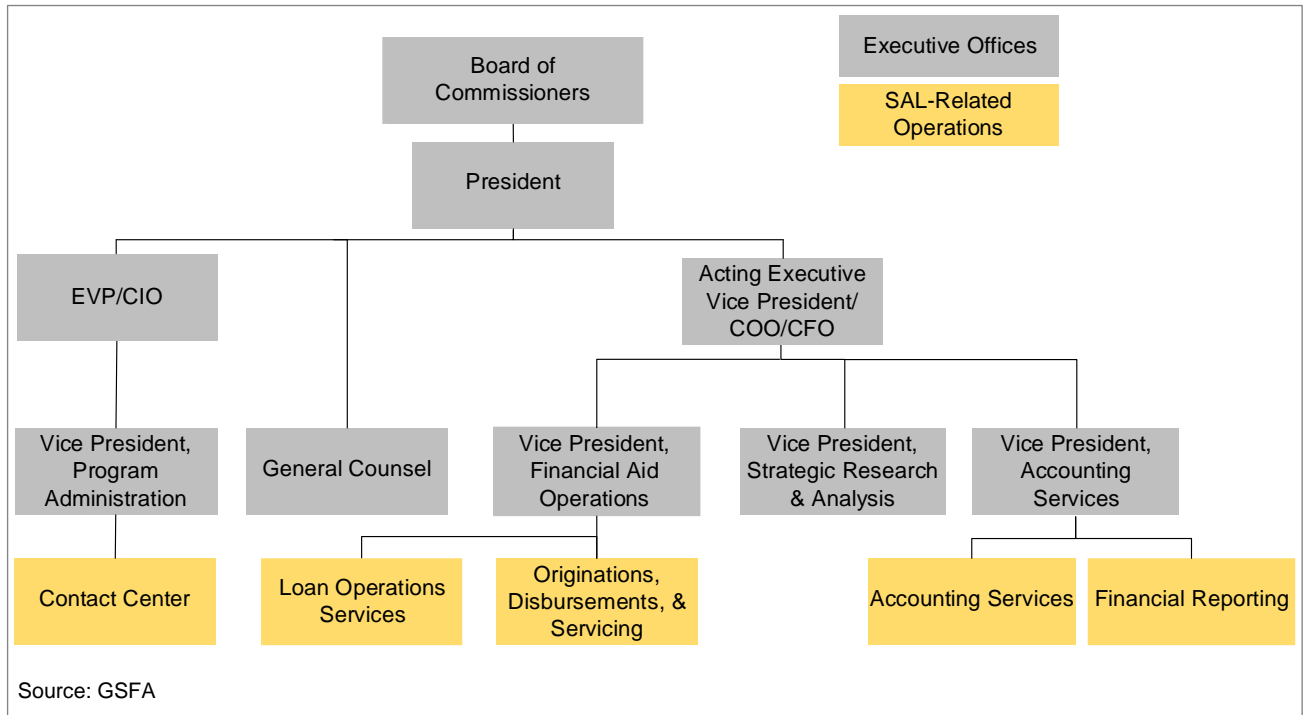 Board of
Commissioners
Executive Offices
SAL-Related
Operations
President
EVP/CIO
Acting Executive
Vice President/
COO/CFO
Vice President,
Program
Administration
General Counsel
Vice President,
Financial Aid
Operations
Vice President,
Strategic Research
& Analysis
Vice President,
Accounting
Services
Contact Center
Loan Operations
Services
Originations,
Disbursements, &
Servicing
Accounting Services
Financial Reporting
Source: GSFA